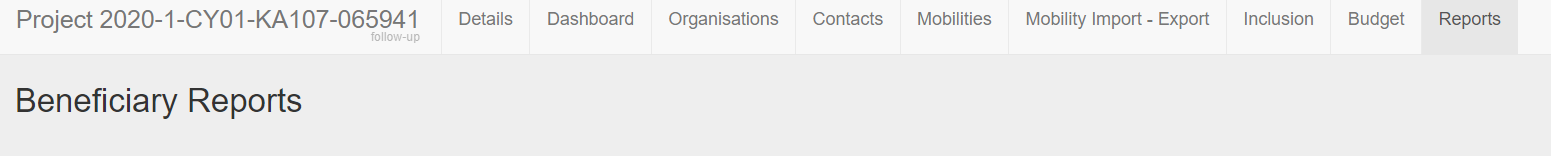 Project 2020-1-CY01-KA107-065941 Details Dashboard Organisations Contacts Mobilities Mobility Import - Export Inclusion Budget Reports
follow-up
Beneficiary Reports